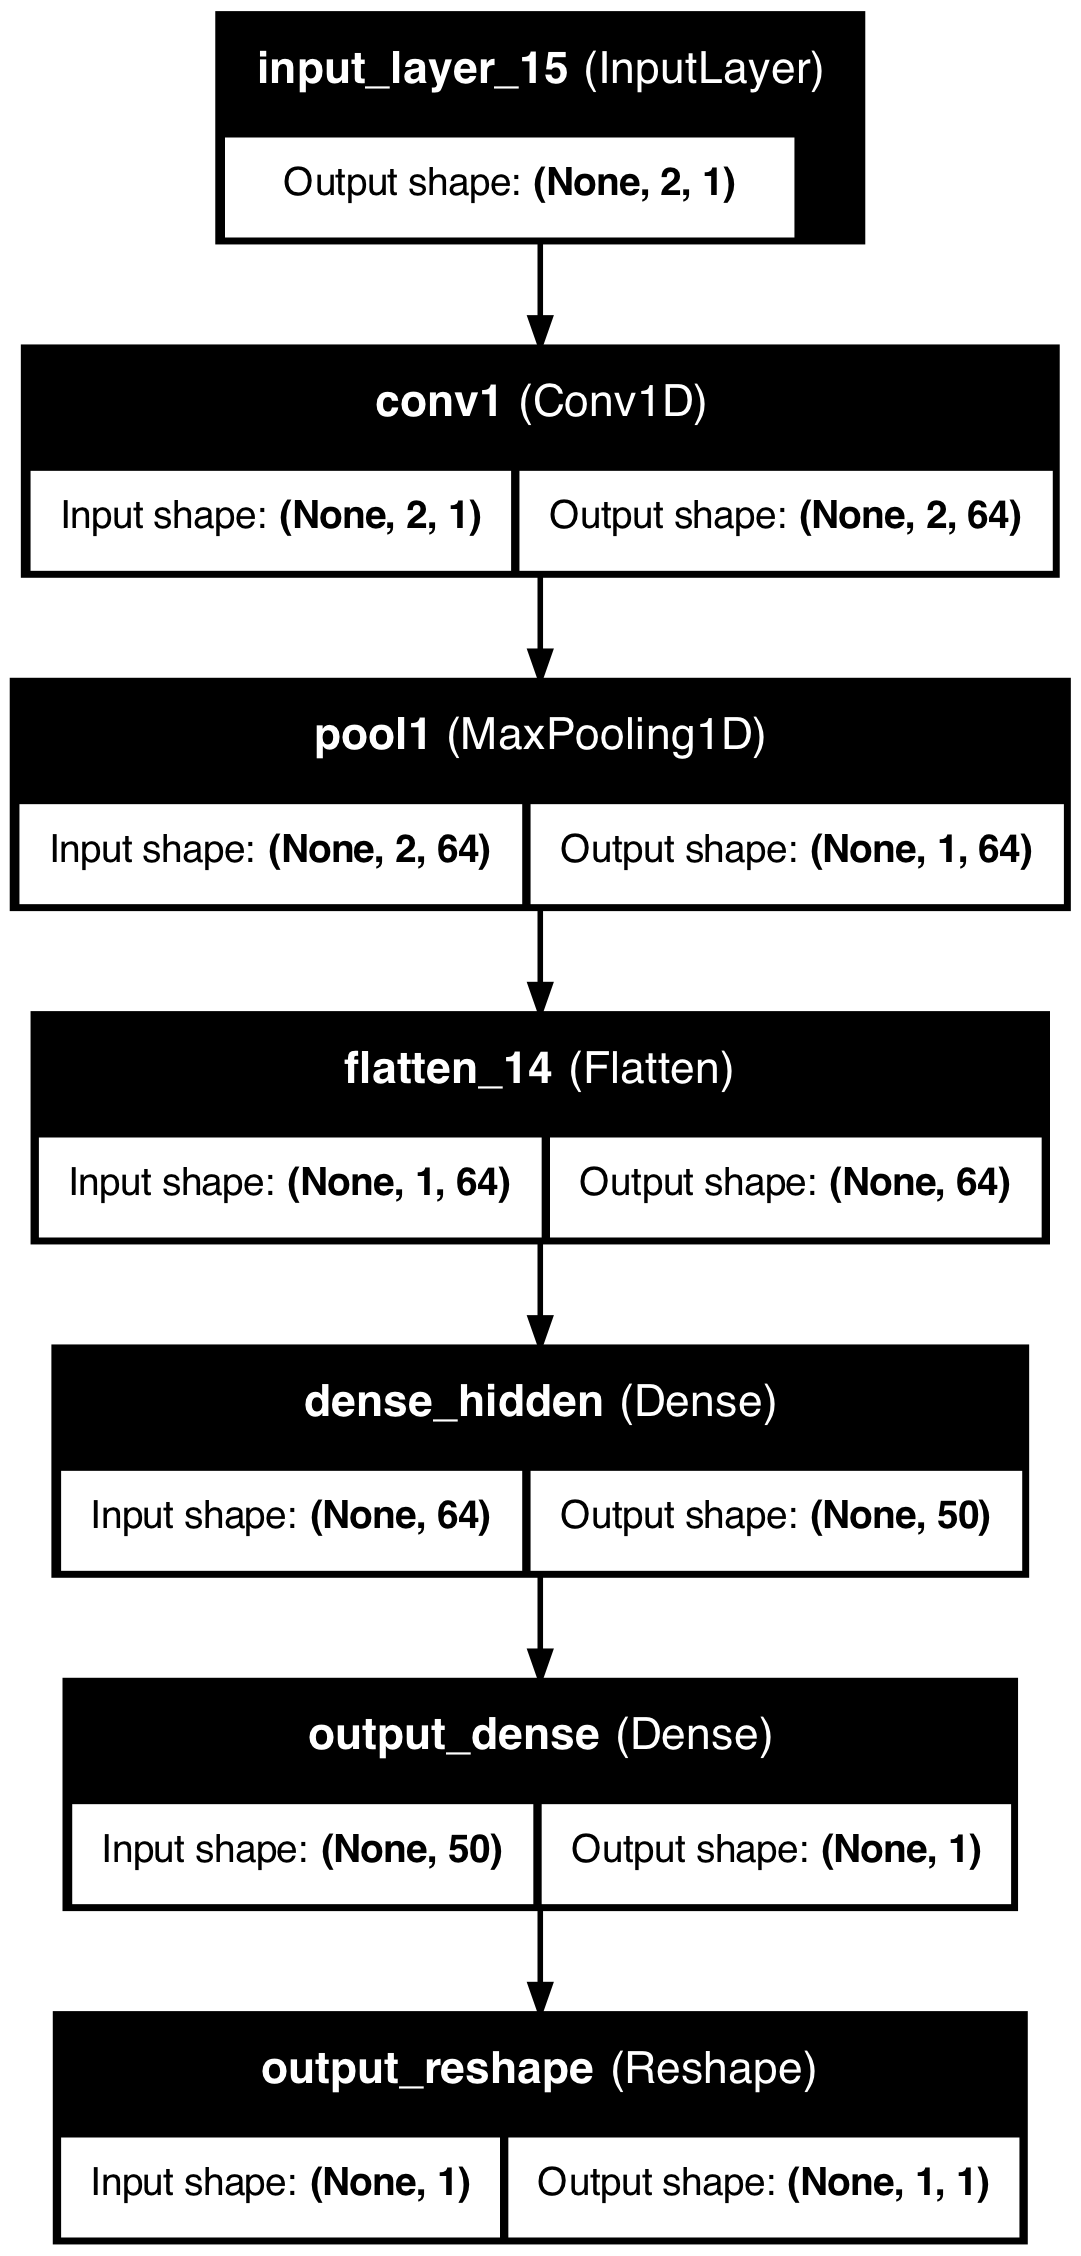 input_layer_15 (InputLayer)
Output shape: (None, 2, 1)
conv1 (Conv1D)
Input shape: (None, 2, 1) Output shape: (None, 2, 64)
pool1 (MaxPooling1D)
Input shape: (None, 2, 64) Output shape: (None, 1, 64)
flatten_14 (Flatten)
Input shape: (None, 1, 64) Output shape: (None, 64)
dense_hidden (Dense)
Input shape: (None, 64) Output shape: (None, 50)
output_dense (Dense)
Input shape: (None, 50) Output shape: (None, 1)
output_reshape (Reshape)
Input shape: (None, 1) Output shape: (None, 1, 1)